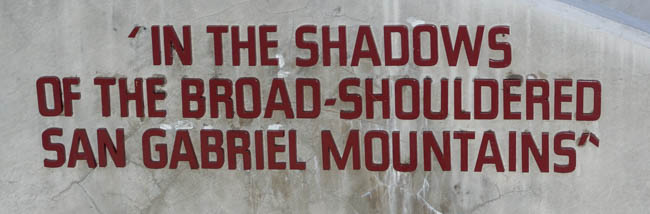 "IN THE SHADOWS
OF THE BROAD-SHOULDERED
SAN GABRIEL MOUNTAINS"